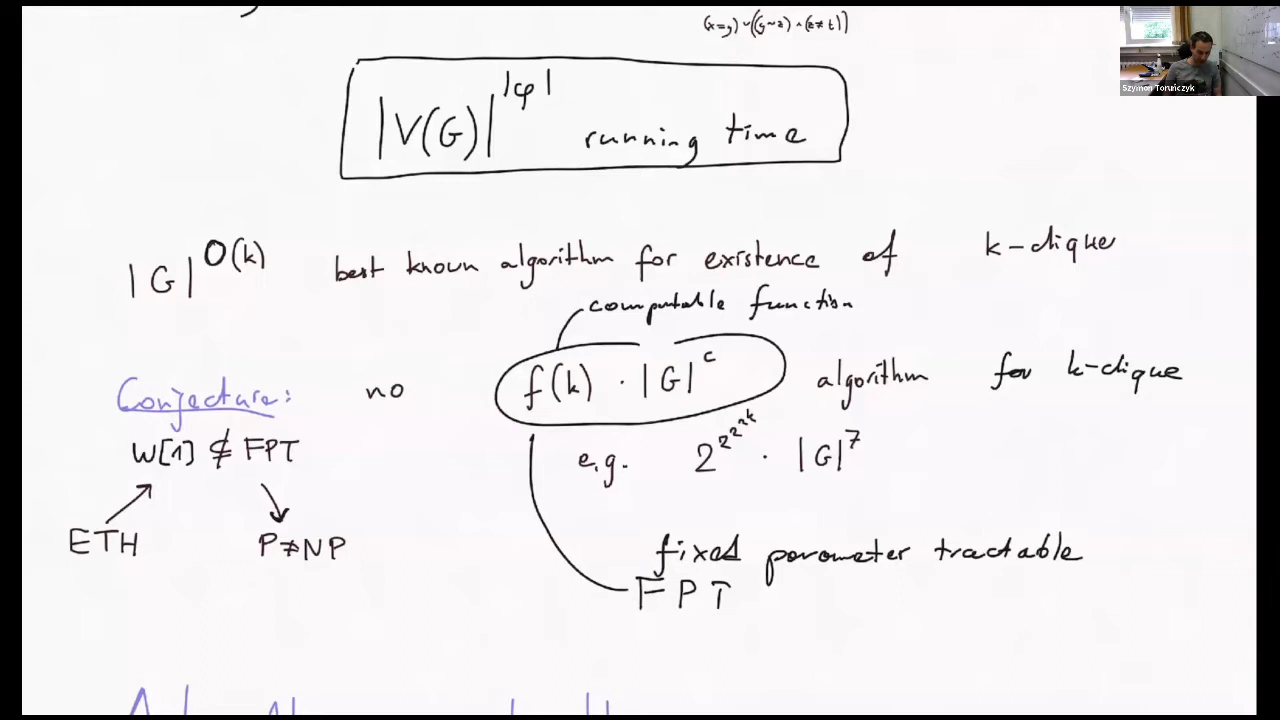 (x=y) ∨ ((y~z) ∧ (z≠t))
Szymon Toruńczyk
|V(G)|^|φ| running time
|G|^O(k) best known algorithm for existence of k-clique
computable function
Conjecture: no f(k) · |G|^c algorithm for k-clique
W[1] ⊄ FPT e.g. 2^2^2^2^k · |G|^7
ETH P≠NP
fixed parameter tractable
FPT